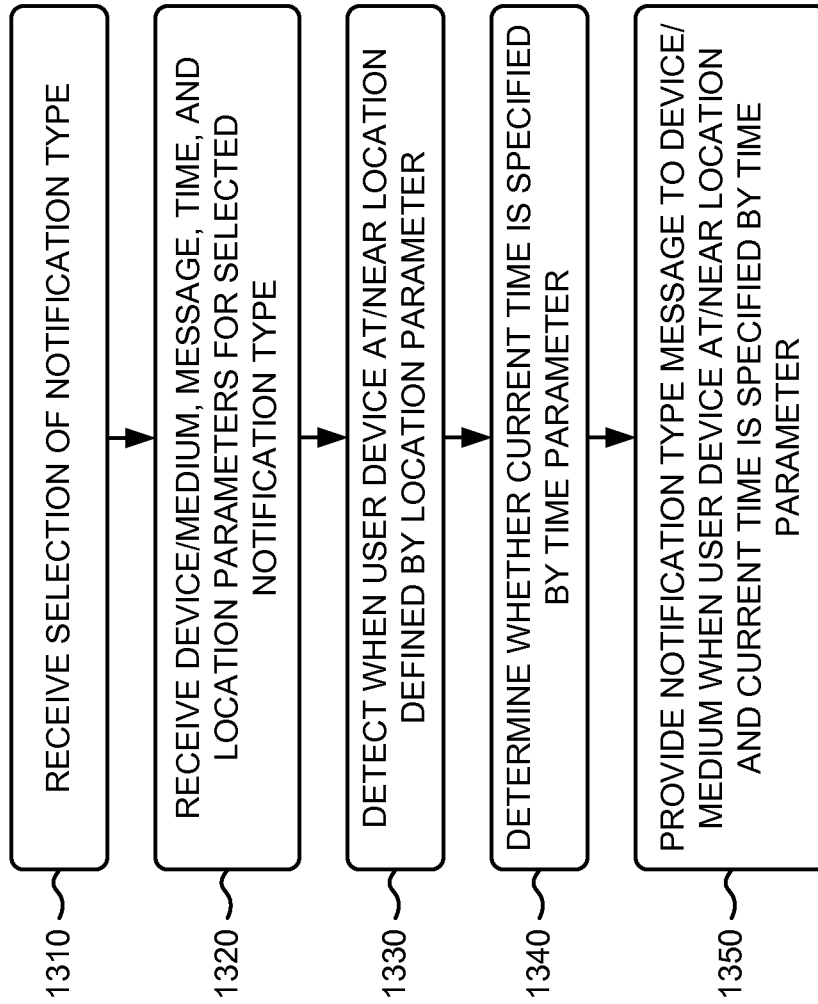 1310
RECEIVE SELECTION OF NOTIFICATION TYPE
1320
RECEIVE DEVICE/MEDIUM, MESSAGE, TIME, AND
LOCATION PARAMETERS FOR SELECTED
NOTIFICATION TYPE
1330
DETECT WHEN USER DEVICE AT/NEAR LOCATION
DEFINED BY LOCATION PARAMETER
1340
DETERMINE WHETHER CURRENT TIME IS SPECIFIED
BY TIME PARAMETER
1350
PROVIDE NOTIFICATION TYPE MESSAGE TO DEVICE/
MEDIUM WHEN USER DEVICE AT/NEAR LOCATION
AND CURRENT TIME IS SPECIFIED BY TIME
PARAMETER